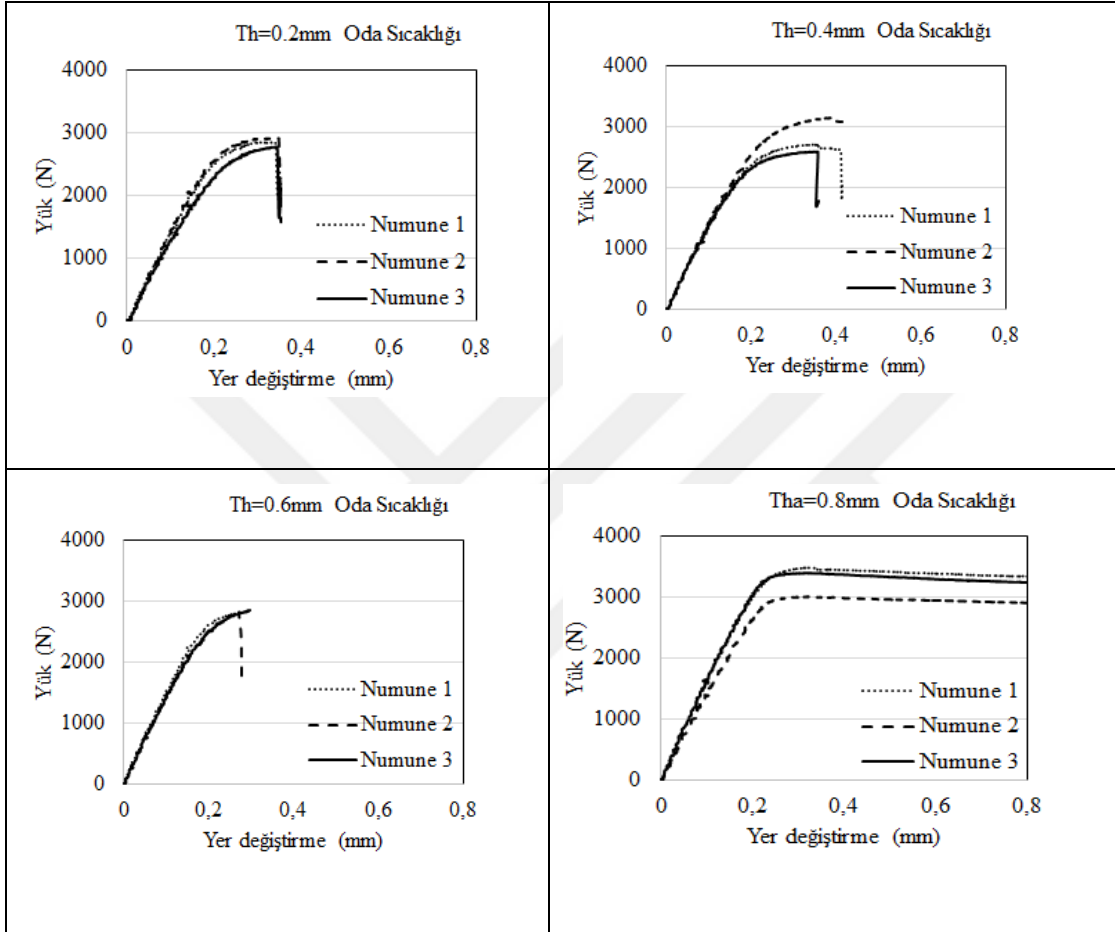 Th=0.2mm Oda Sıcaklığı
4000
3000
2000
1000
0
Yük (N)
Numune 1
Numune 2
Numune 3
0 0,2 0,4 0,6 0,8
Yer değiştirme (mm)
Th=0.4mm Oda Sıcaklığı
4000
3000
2000
1000
0
Yük (N)
Numune 1
Numune 2
Numune 3
0 0,2 0,4 0,6 0,8
Yer değiştirme (mm)
Th=0.6mm Oda Sıcaklığı
4000
3000
2000
1000
0
Yük (N)
Numune 1
Numune 2
Numune 3
0 0,2 0,4 0,6 0,8
Yer değiştirme (mm)
Tha=0.8mm Oda Sıcaklığı
4000
3000
2000
1000
0
Yük (N)
Numune 1
Numune 2
Numune 3
0 0,2 0,4 0,6 0,8
Yer değiştirme (mm)